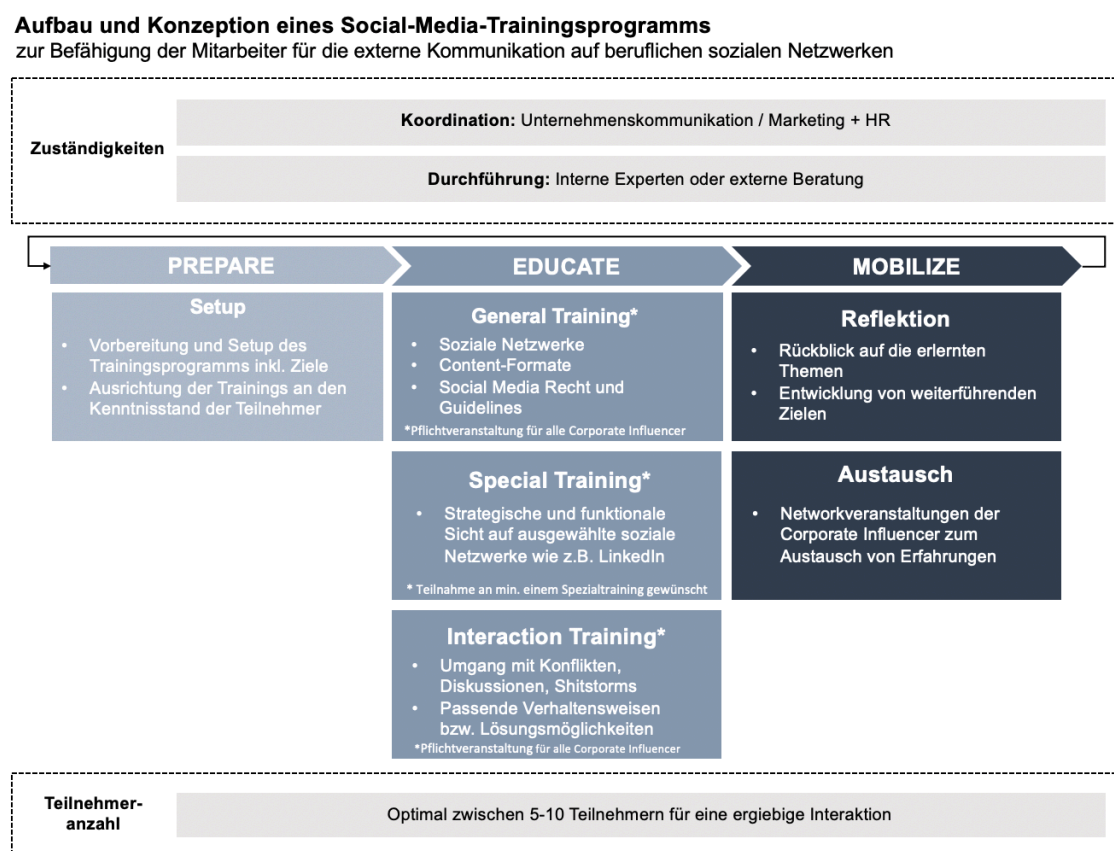 Aufbau und Konzeption eines Social-Media-Trainingsprogramms
zur Befähigung der Mitarbeiter für die externe Kommunikation auf beruflichen sozialen Netzwerken
Zuständigkeiten
Koordination: Unternehmenskommunikation / Marketing + HR
Durchführung: Interne Experten oder externe Beratung
PREPARE
Setup
• Vorbereitung und Setup des
Trainingsprogramms inkl. Ziele
• Ausrichtung der Trainings an den
Kenntnisstand der Teilnehmer
EDUCATE
General Training*
• Soziale Netzwerke
• Content-Formate
• Social Media Recht und
Guidelines
*Pflichtveranstaltung für alle Corporate Influencer
Special Training*
• Strategische und funktionale
Sicht auf ausgewählte soziale
Netzwerke wie z.B. LinkedIn
* Teilnahme an min. einem Spezialtraining gewünscht
Interaction Training*
• Umgang mit Konflikten,
Diskussionen, Shitstorms
• Passende Verhaltensweisen
bzw. Lösungsmöglichkeiten
*Pflichtveranstaltung für alle Corporate Influencer
MOBILIZE
Reflektion
• Rückblick auf die erlernten
Themen
• Entwicklung von weiterführenden
Zielen
Austausch
• Networkveranstaltungen der
Corporate Influencer zum
Austausch von Erfahrungen
Teilnehmer-
anzahl
Optimal zwischen 5-10 Teilnehmern für eine ergiebige Interaktion